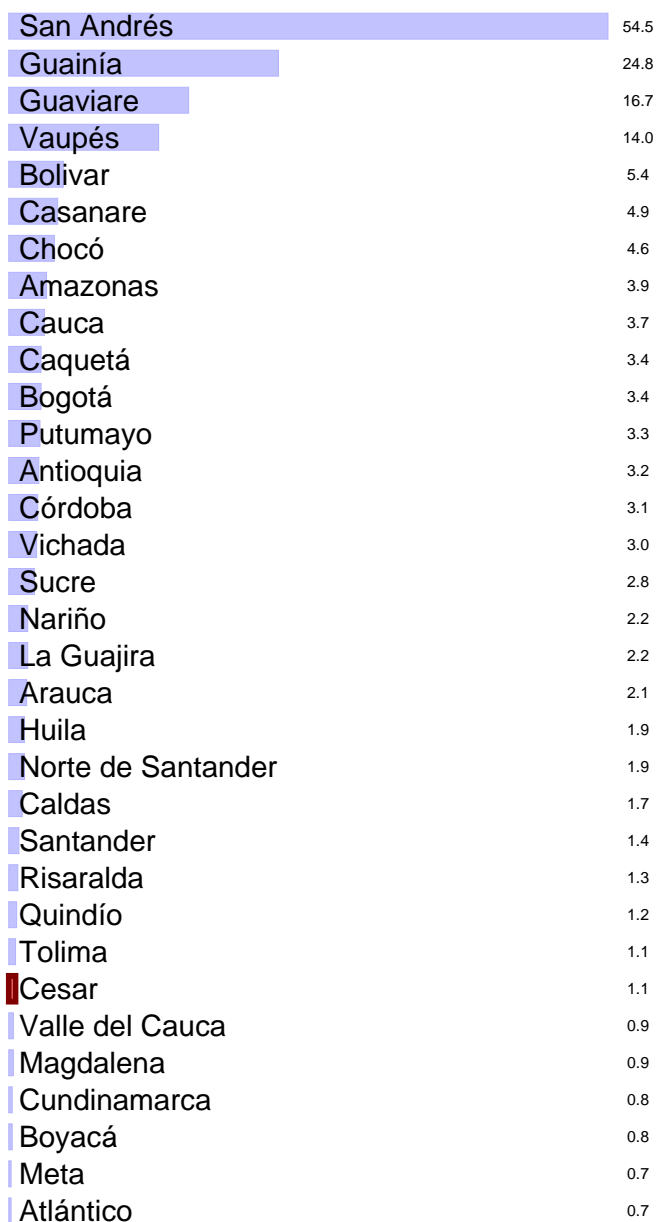 San Andrés 54.5
Guainía 24.8
Guaviare 16.7
Vaupés 14.0
Bolivar 5.4
Casanare 4.9
Chocó 4.6
Amazonas 3.9
Cauca 3.7
Caquetá 3.4
Bogotá 3.4
Putumayo 3.3
Antioquia 3.2
Córdoba 3.1
Vichada 3.0
Sucre 2.8
Nariño 2.2
La Guajira 2.2
Arauca 2.1
Huila 1.9
Norte de Santander 1.9
Caldas 1.7
Santander 1.4
Risaralda 1.3
Quindío 1.2
Tolima 1.1
Cesar 1.1
Valle del Cauca 0.9
Magdalena 0.9
Cundinamarca 0.8
Boyacá 0.8
Meta 0.7
Atlántico 0.7